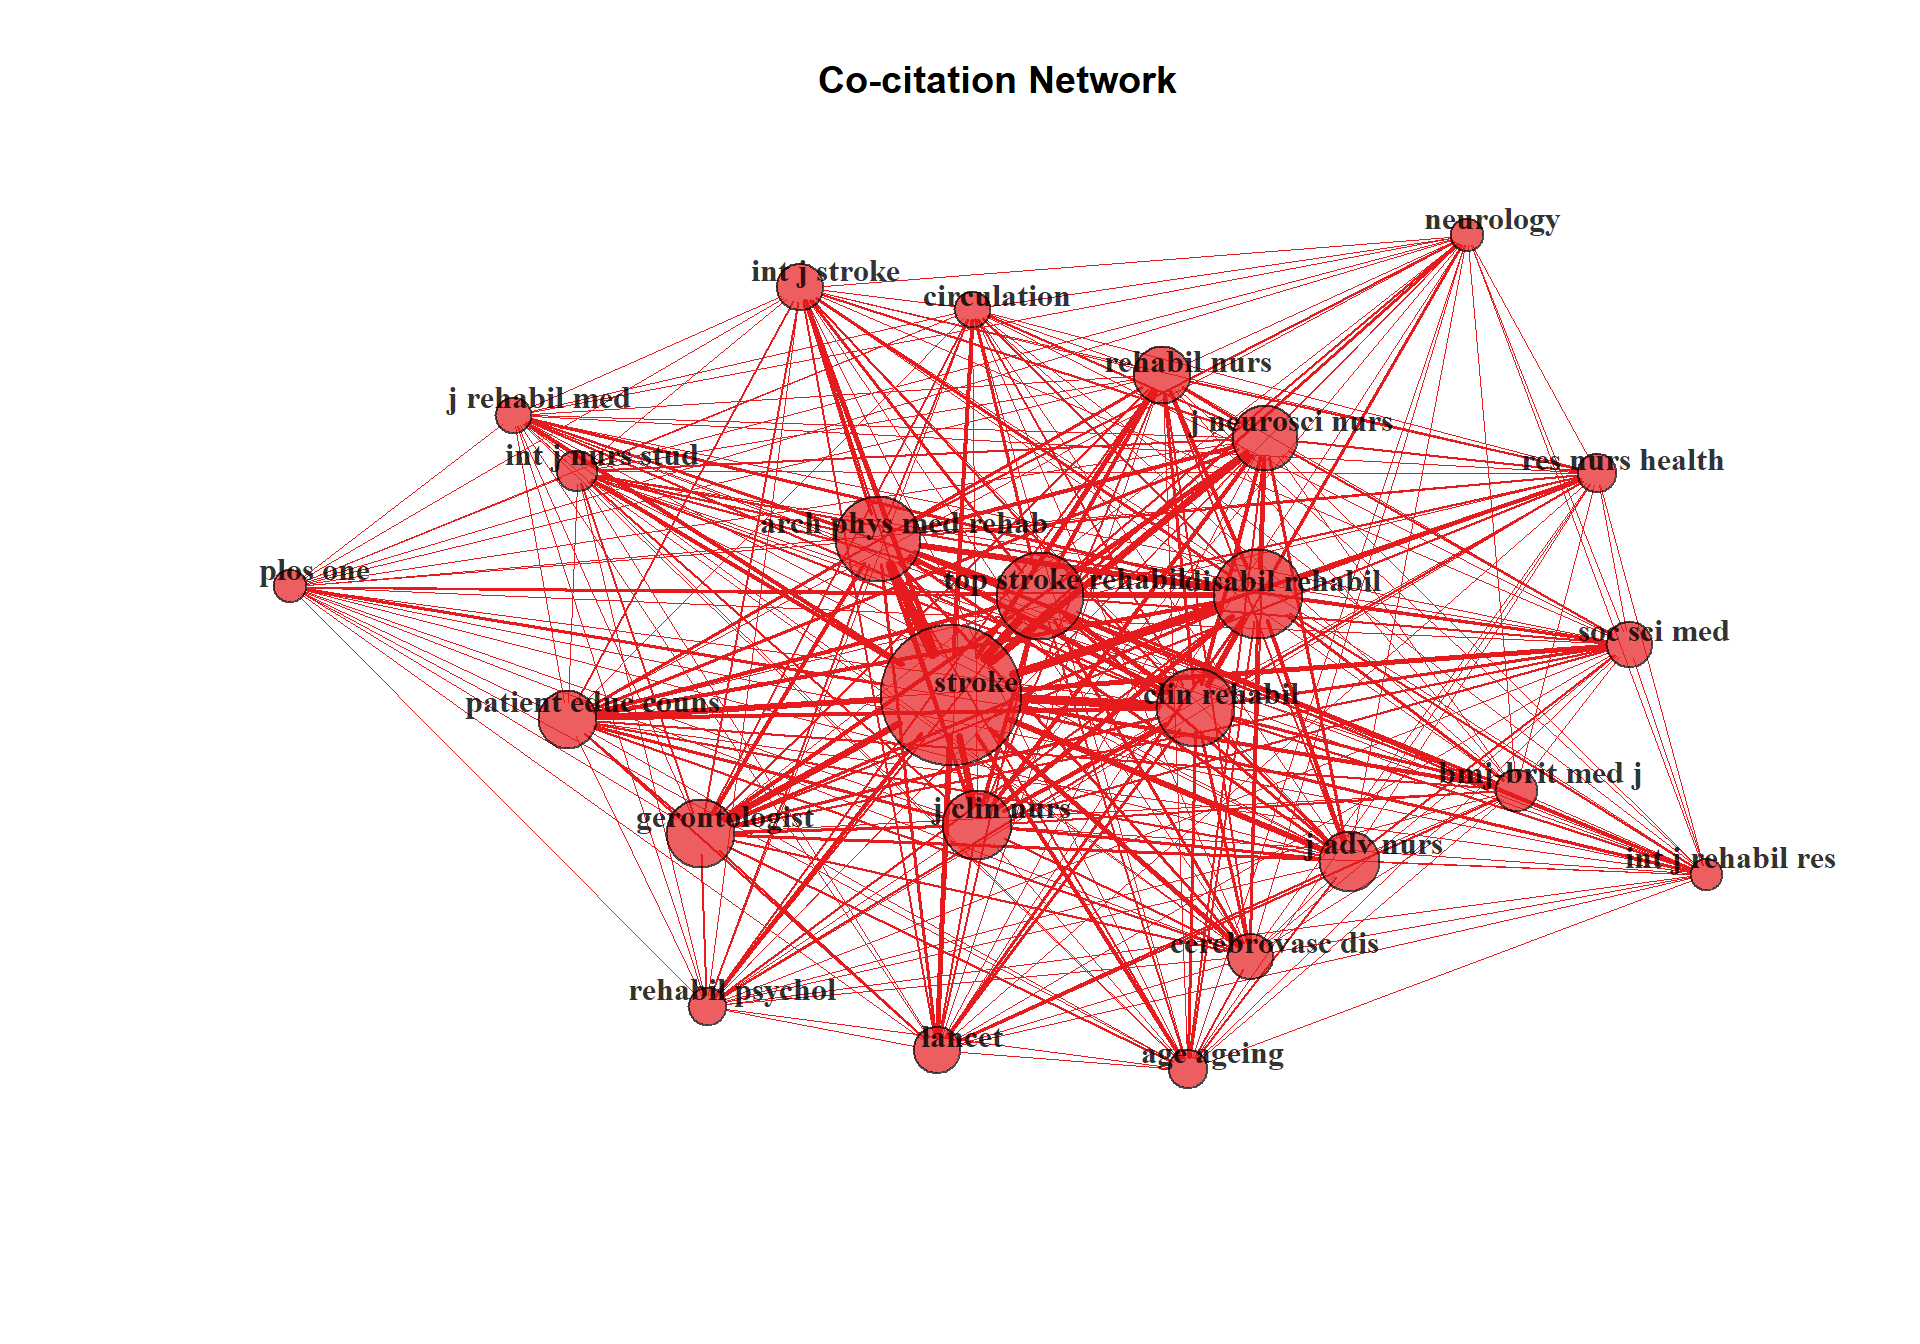 Co-citation Network
neurology
int j stroke
circulation
rehabil nurs
j rehabil med
j neurosci nurs
int j nurs stud
res nurs health
arch phys med rehab
plos one
top stroke rehabil
disabil rehabil
soc sci med
stroke
clin rehabil
patient educ couns
bmj-brit med j
j clin nurs
gerontologist
j adv nurs
int j rehabil res
cerebrovasc dis
rehabil psychol
lancet
age ageing